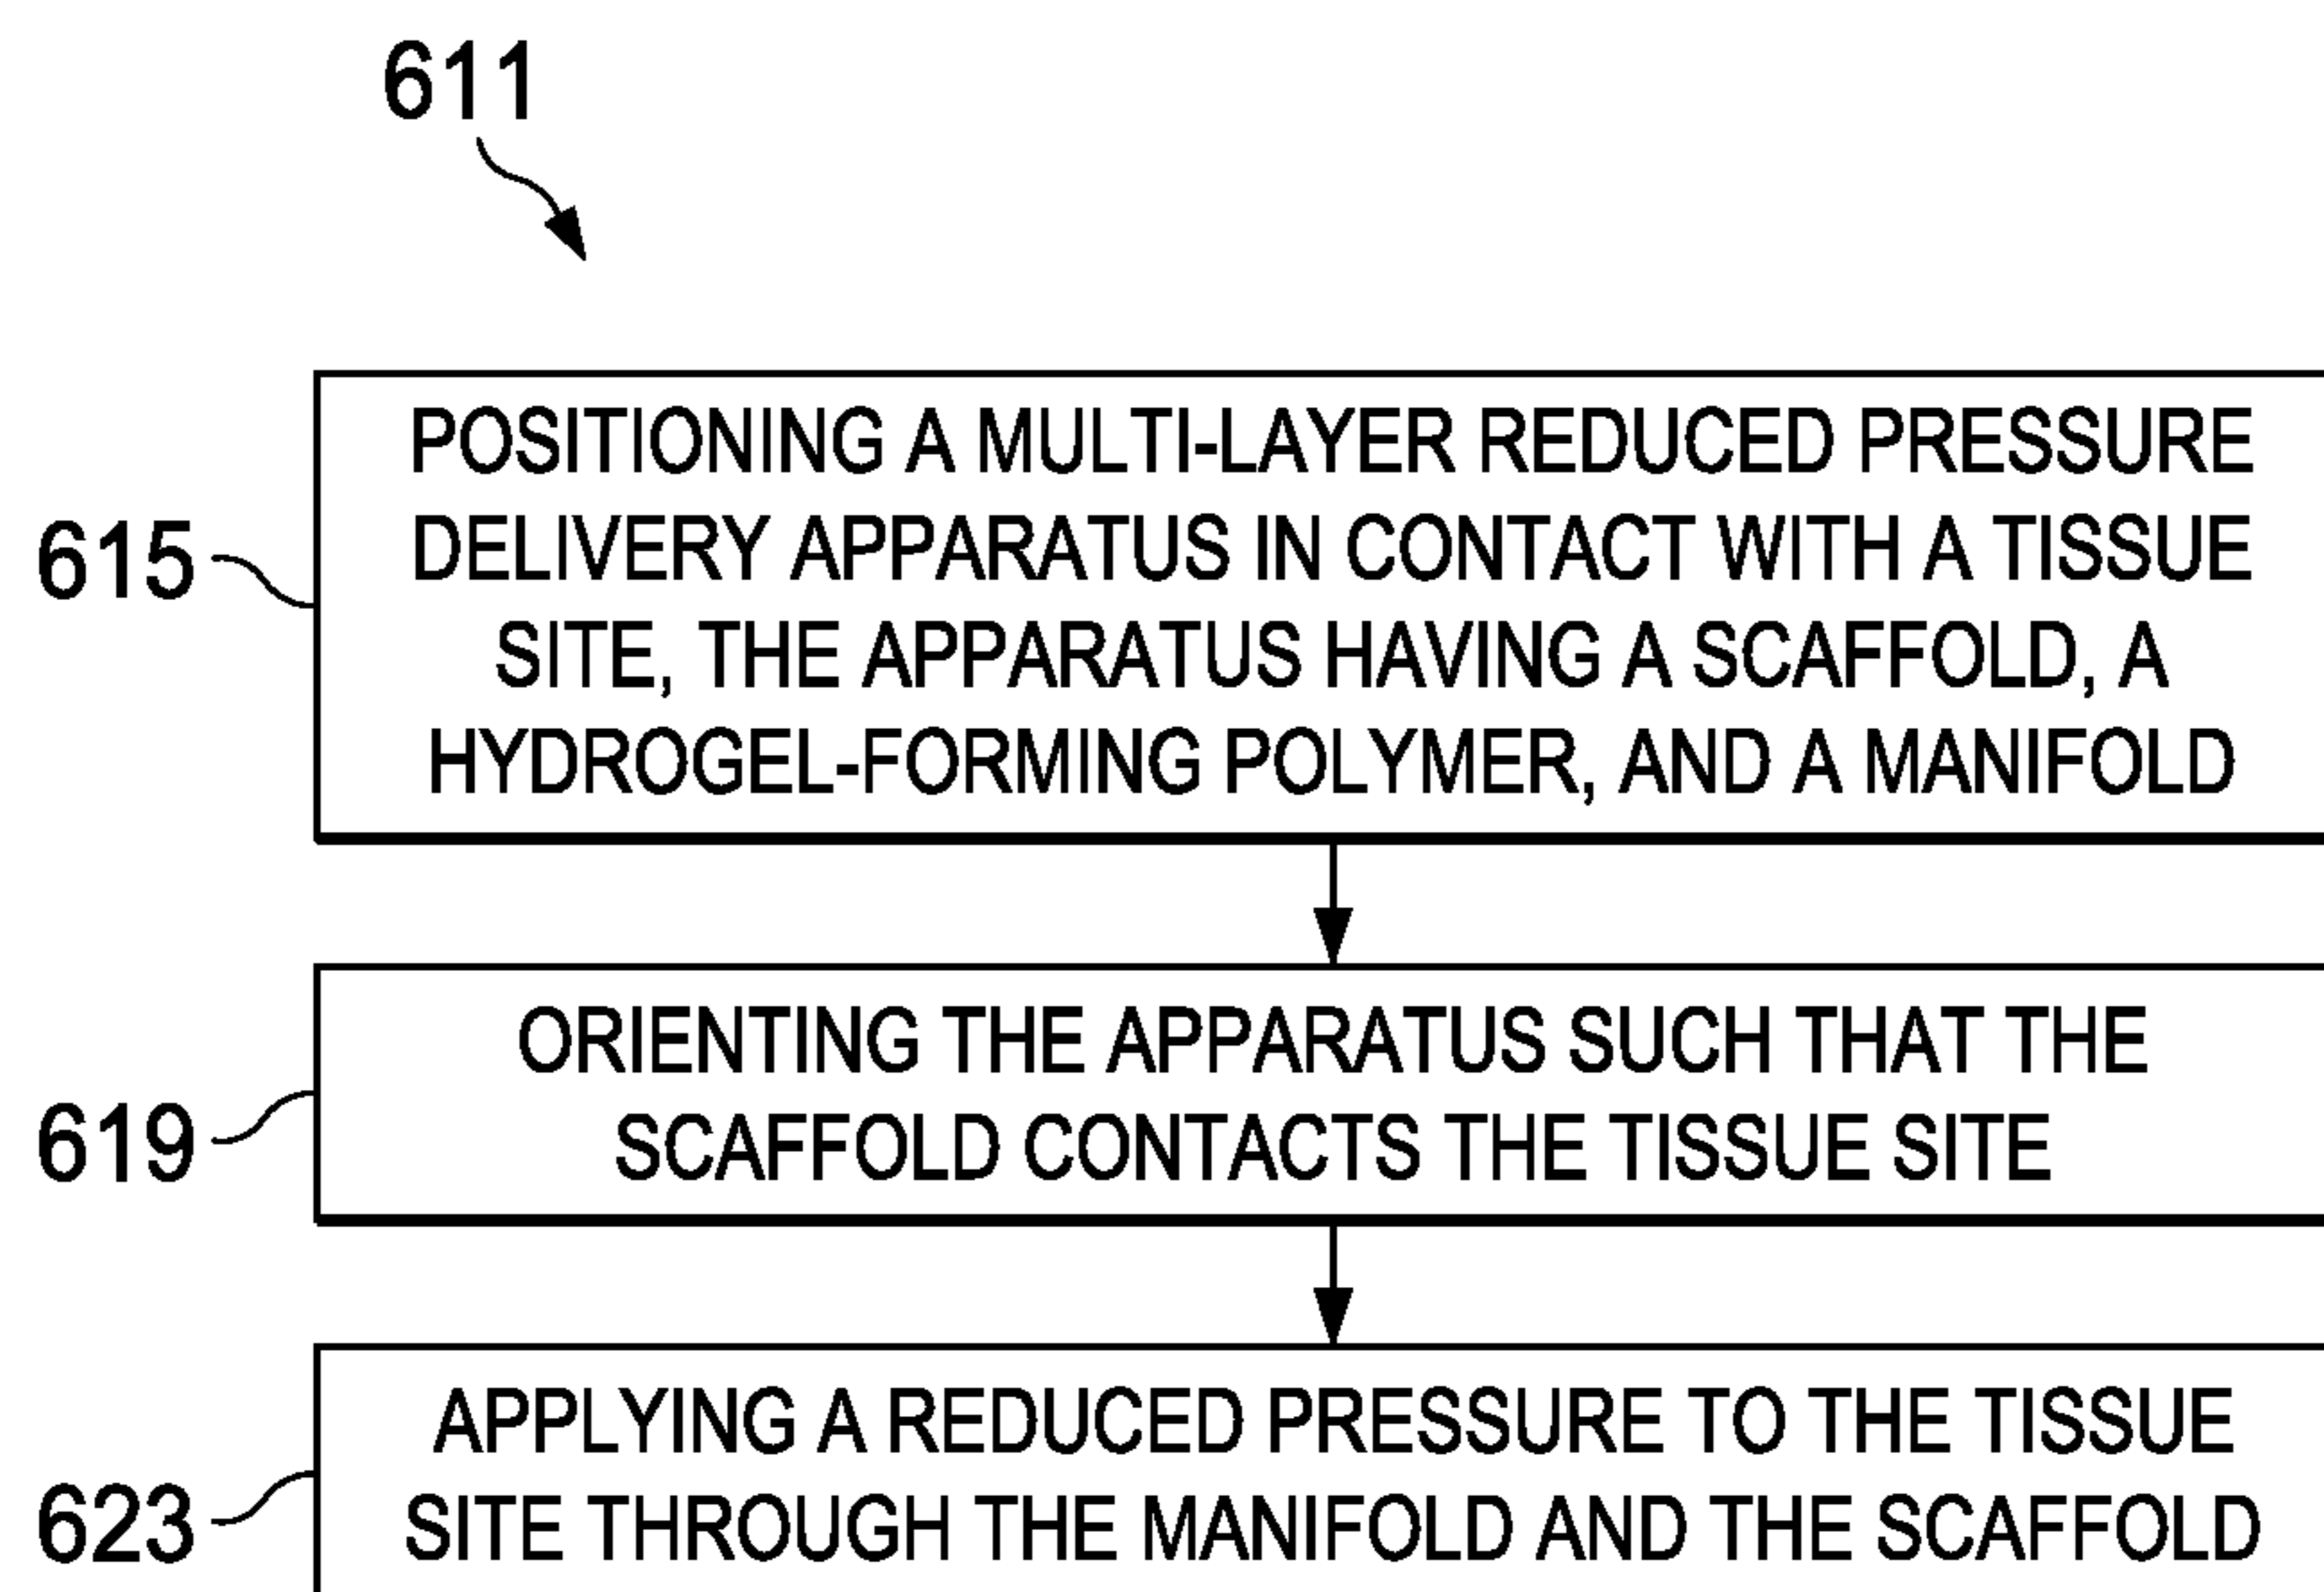 611
615
POSITIONING A MULTI-LAYER REDUCED PRESSURE
DELIVERY APPARATUS IN CONTACT WITH A TISSUE
SITE, THE APPARATUS HAVING A SCAFFOLD, A
HYDROGEL-FORMING POLYMER, AND A MANIFOLD
619
ORIENTING THE APPARATUS SUCH THAT THE
SCAFFOLD CONTACTS THE TISSUE SITE
623
APPLYING A REDUCED PRESSURE TO THE TISSUE
SITE THROUGH THE MANIFOLD AND THE SCAFFOLD